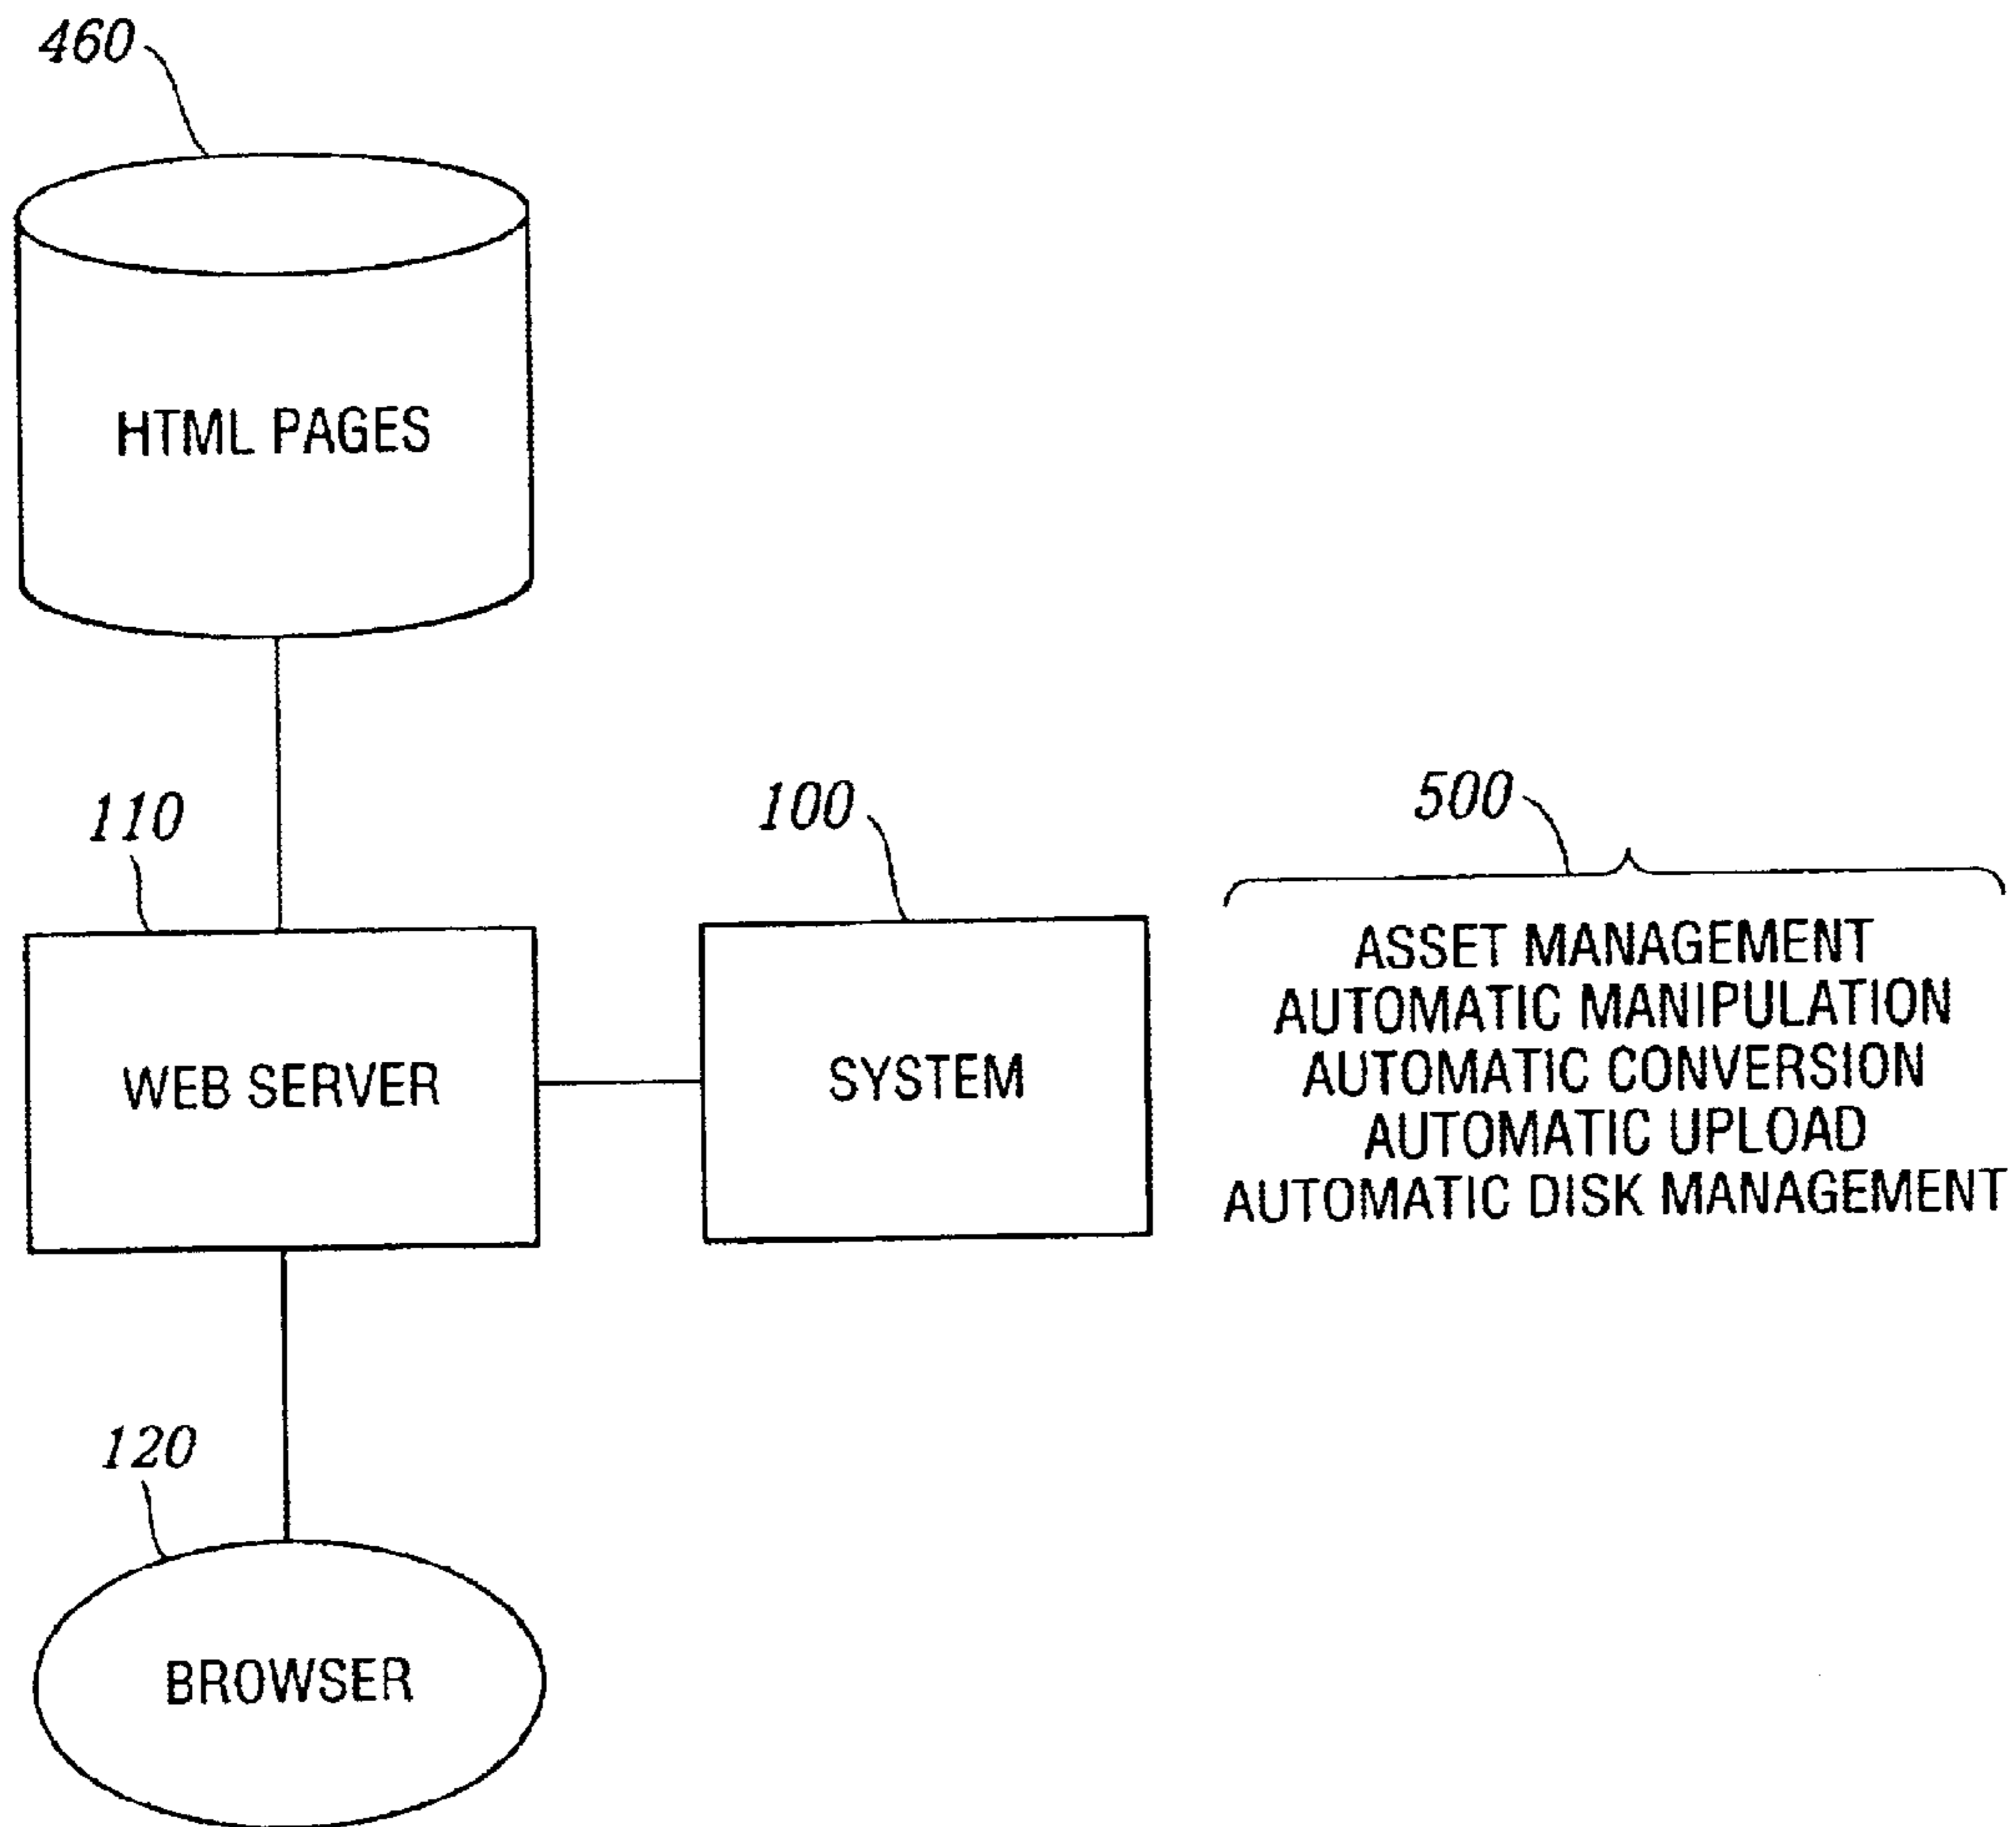 460
HTML PAGES
110
100
500
WEB SERVER
SYSTEM
ASSET MANAGEMENT
AUTOMATIC MANIPULATION
AUTOMATIC CONVERSION
AUTOMATIC UPLOAD
AUTOMATIC DISK MANAGEMENT
120
BROWSER